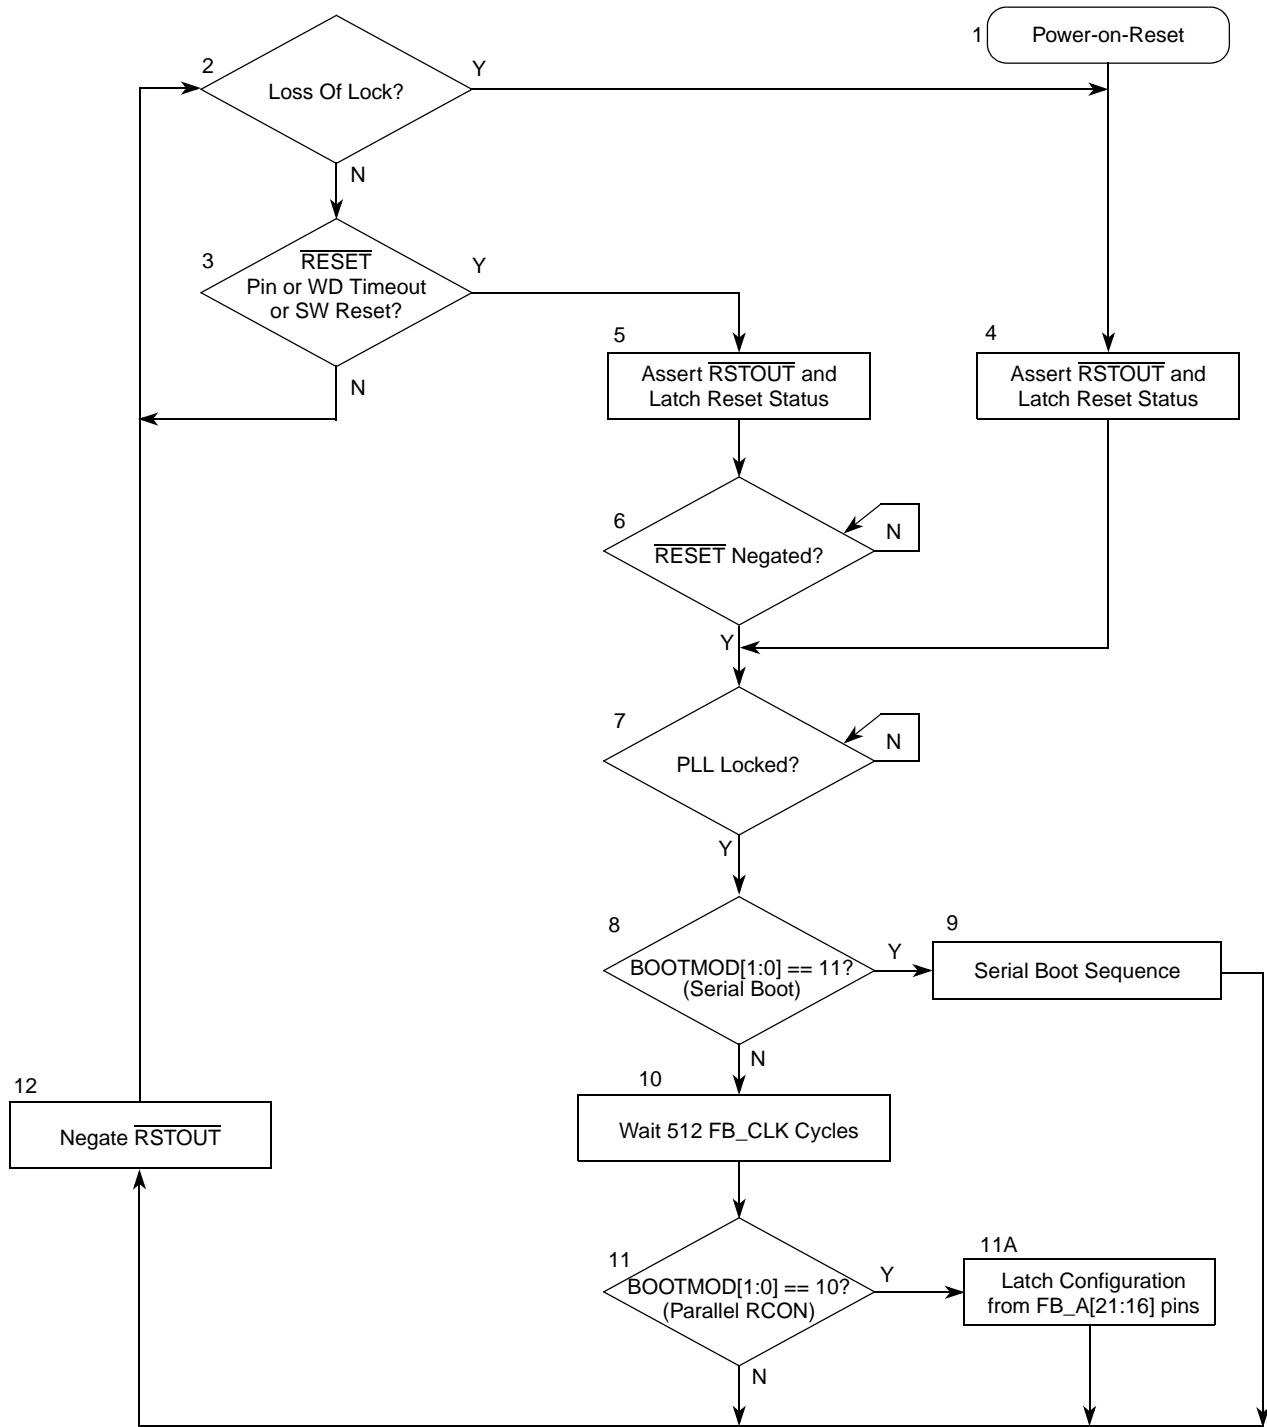 1
Power-on-Reset
2
Loss Of Lock?
Y
N
3
RESET
Pin or WD Timeout
or SW Reset?
Y
N
5
Assert RSTOUT and
Latch Reset Status
4
Assert RSTOUT and
Latch Reset Status
6
RESET Negated?
N
Y
7
PLL Locked?
N
Y
8
BOOTMOD[1:0] == 11?
(Serial Boot)
Y
N
9
Serial Boot Sequence
10
Wait 512 FB_CLK Cycles
12
Negate RSTOUT
11
BOOTMOD[1:0] == 10?
(Parallel RCON)
Y
N
11A
Latch Configuration
from FB_A[21:16] pins